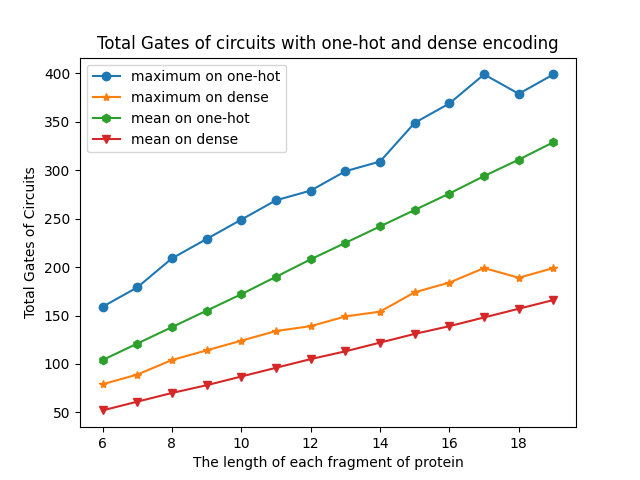 Total Gates of circuits with one-hot and dense encoding
maximum on one-hot
maximum on dense
mean on one-hot
mean on dense
Total Gates of Circuits
400
350
300
250
200
150
100
50
6 8 10 12 14 16 18
The length of each fragment of protein